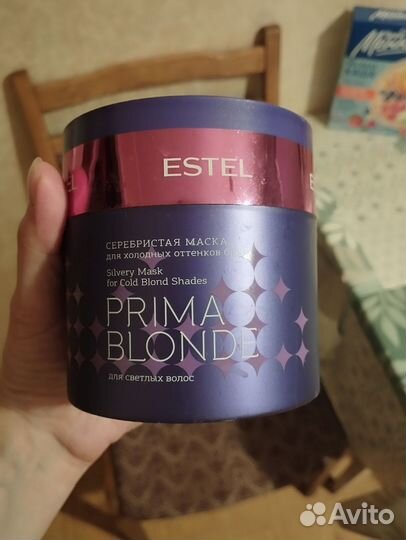 ESTEL
СЕРЕБРИСТАЯ МАСКА
для холодных оттенков
Silvery Mask
for Cold Blond Shades
PRIMA
BLONDE
для светлых волос
Avito